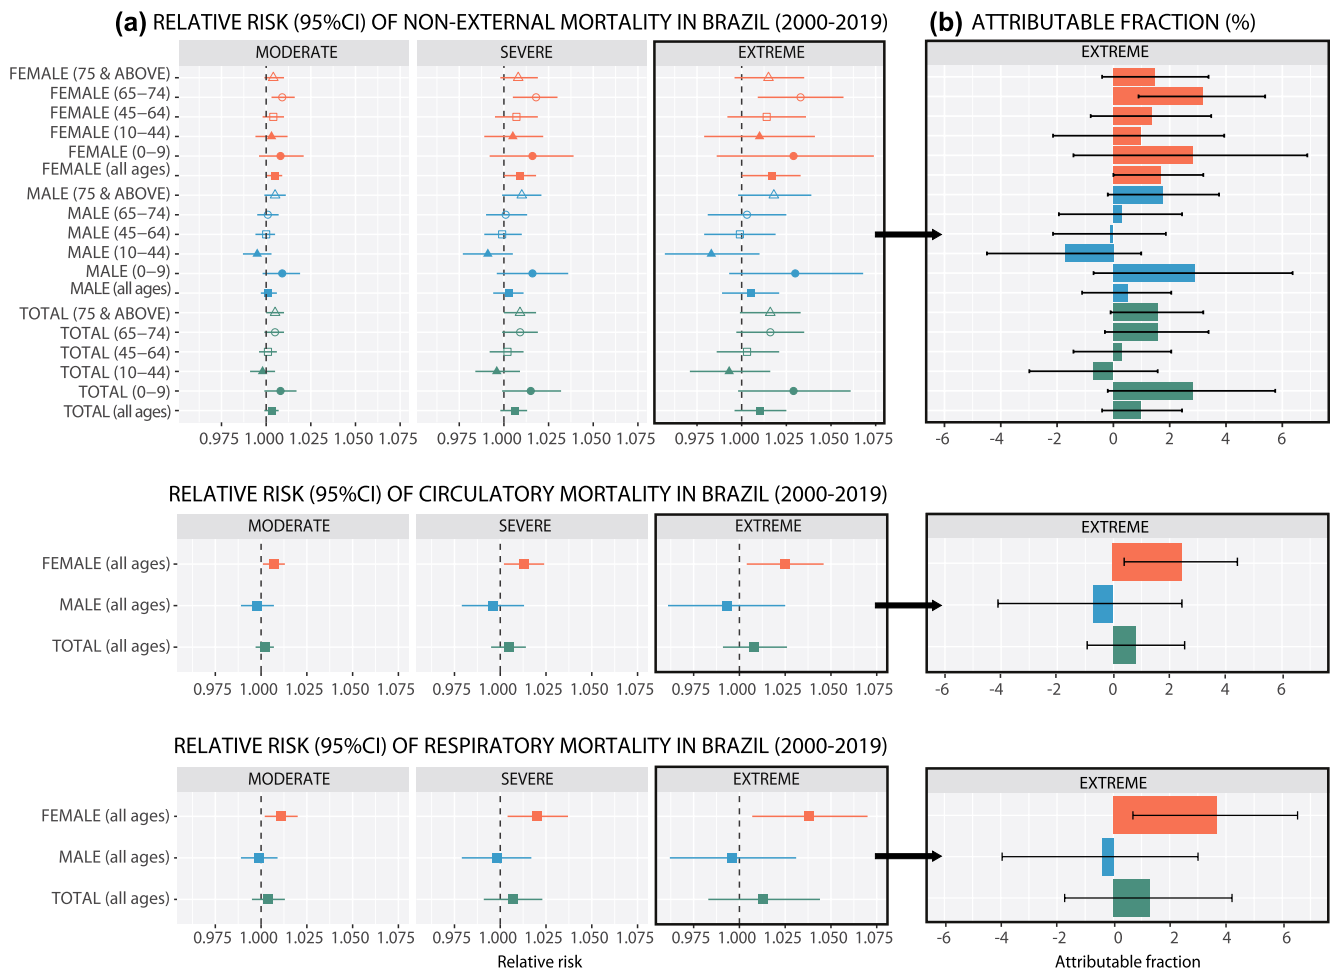 (a) RELATIVE RISK (95%CI) OF NON-EXTERNAL MORTALITY IN BRAZIL (2000-2019)
MODERATE SEVERE EXTREME
FEMALE (75 & ABOVE)
FEMALE (65−74)
FEMALE (45−64)
FEMALE (10−44)
FEMALE (0−9)
FEMALE (all ages)
MALE (75 & ABOVE)
MALE (65−74)
MALE (45−64)
MALE (10−44)
MALE (0−9)
MALE (all ages)
TOTAL (75 & ABOVE)
TOTAL (65−74)
TOTAL (45−64)
TOTAL (10−44)
TOTAL (0−9)
TOTAL (all ages)
0.975 1.000 1.025 1.050 1.075 0.975 1.000 1.025 1.050 1.075 0.975 1.000 1.025 1.050 1.075
(b) ATTRIBUTABLE FRACTION (%)
EXTREME
-6 -4 -2 0 2 4 6
RELATIVE RISK (95%CI) OF CIRCULATORY MORTALITY IN BRAZIL (2000-2019)
MODERATE SEVERE EXTREME
FEMALE (all ages)
MALE (all ages)
TOTAL (all ages)
0.975 1.000 1.025 1.050 1.075 0.975 1.000 1.025 1.050 1.075 0.975 1.000 1.025 1.050 1.075
EXTREME
-6 -4 -2 0 2 4 6
RELATIVE RISK (95%CI) OF RESPIRATORY MORTALITY IN BRAZIL (2000-2019)
MODERATE SEVERE EXTREME
FEMALE (all ages)
MALE (all ages)
TOTAL (all ages)
0.975 1.000 1.025 1.050 1.075 0.975 1.000 1.025 1.050 1.075 0.975 1.000 1.025 1.050 1.075
Relative risk
EXTREME
-6 -4 -2 0 2 4 6
Attributable fraction